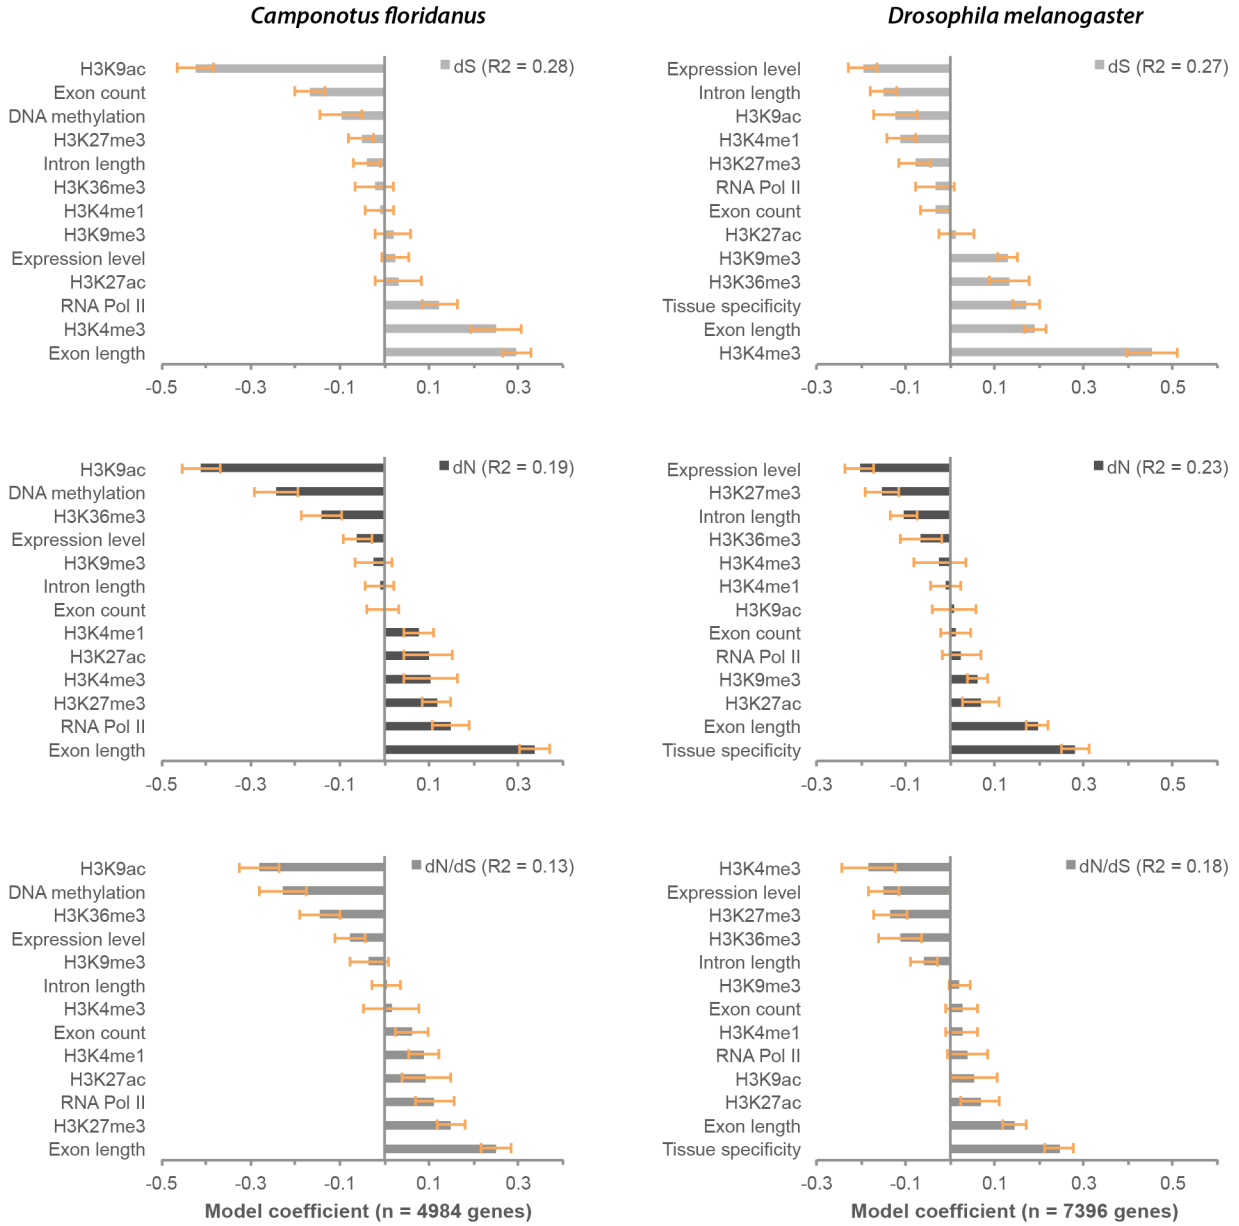 Camponotus floridanus
dS (R2 = 0.28)
H3K9ac
Exon count
DNA methylation
H3K27me3
Intron length
H3K36me3
H3K4me1
H3K9me3
Expression level
H3K27ac
RNA Pol II
H3K4me3
Exon length
-0.5 -0.3 -0.1 0.1 0.3
Drosophila melanogaster
dS (R2 = 0.27)
Expression level
Intron length
H3K9ac
H3K4me1
H3K27me3
RNA Pol II
Exon count
H3K27ac
H3K9me3
H3K36me3
Tissue specificity
Exon length
H3K4me3
-0.3 -0.1 0.1 0.3 0.5
dN (R2 = 0.19)
H3K9ac
DNA methylation
H3K36me3
Expression level
H3K9me3
Intron length
Exon count
H3K4me1
H3K27ac
H3K4me3
H3K27me3
RNA Pol II
Exon length
-0.5 -0.3 -0.1 0.1 0.3
dN (R2 = 0.23)
Expression level
H3K27me3
Intron length
H3K36me3
H3K4me3
H3K4me1
H3K9ac
Exon count
RNA Pol II
H3K9me3
H3K27ac
Exon length
Tissue specificity
-0.3 -0.1 0.1 0.3 0.5
dN/dS (R2 = 0.13)
H3K9ac
DNA methylation
H3K36me3
Expression level
H3K9me3
Intron length
H3K4me3
Exon count
H3K4me1
H3K27ac
RNA Pol II
H3K27me3
Exon length
-0.5 -0.3 -0.1 0.1 0.3
Model coefficient (n = 4984 genes)
dN/dS (R2 = 0.18)
H3K4me3
Expression level
H3K27me3
H3K36me3
Intron length
H3K9me3
Exon count
H3K4me1
RNA Pol II
H3K9ac
H3K27ac
Exon length
Tissue specificity
-0.3 -0.1 0.1 0.3 0.5
Model coefficient (n = 7396 genes)